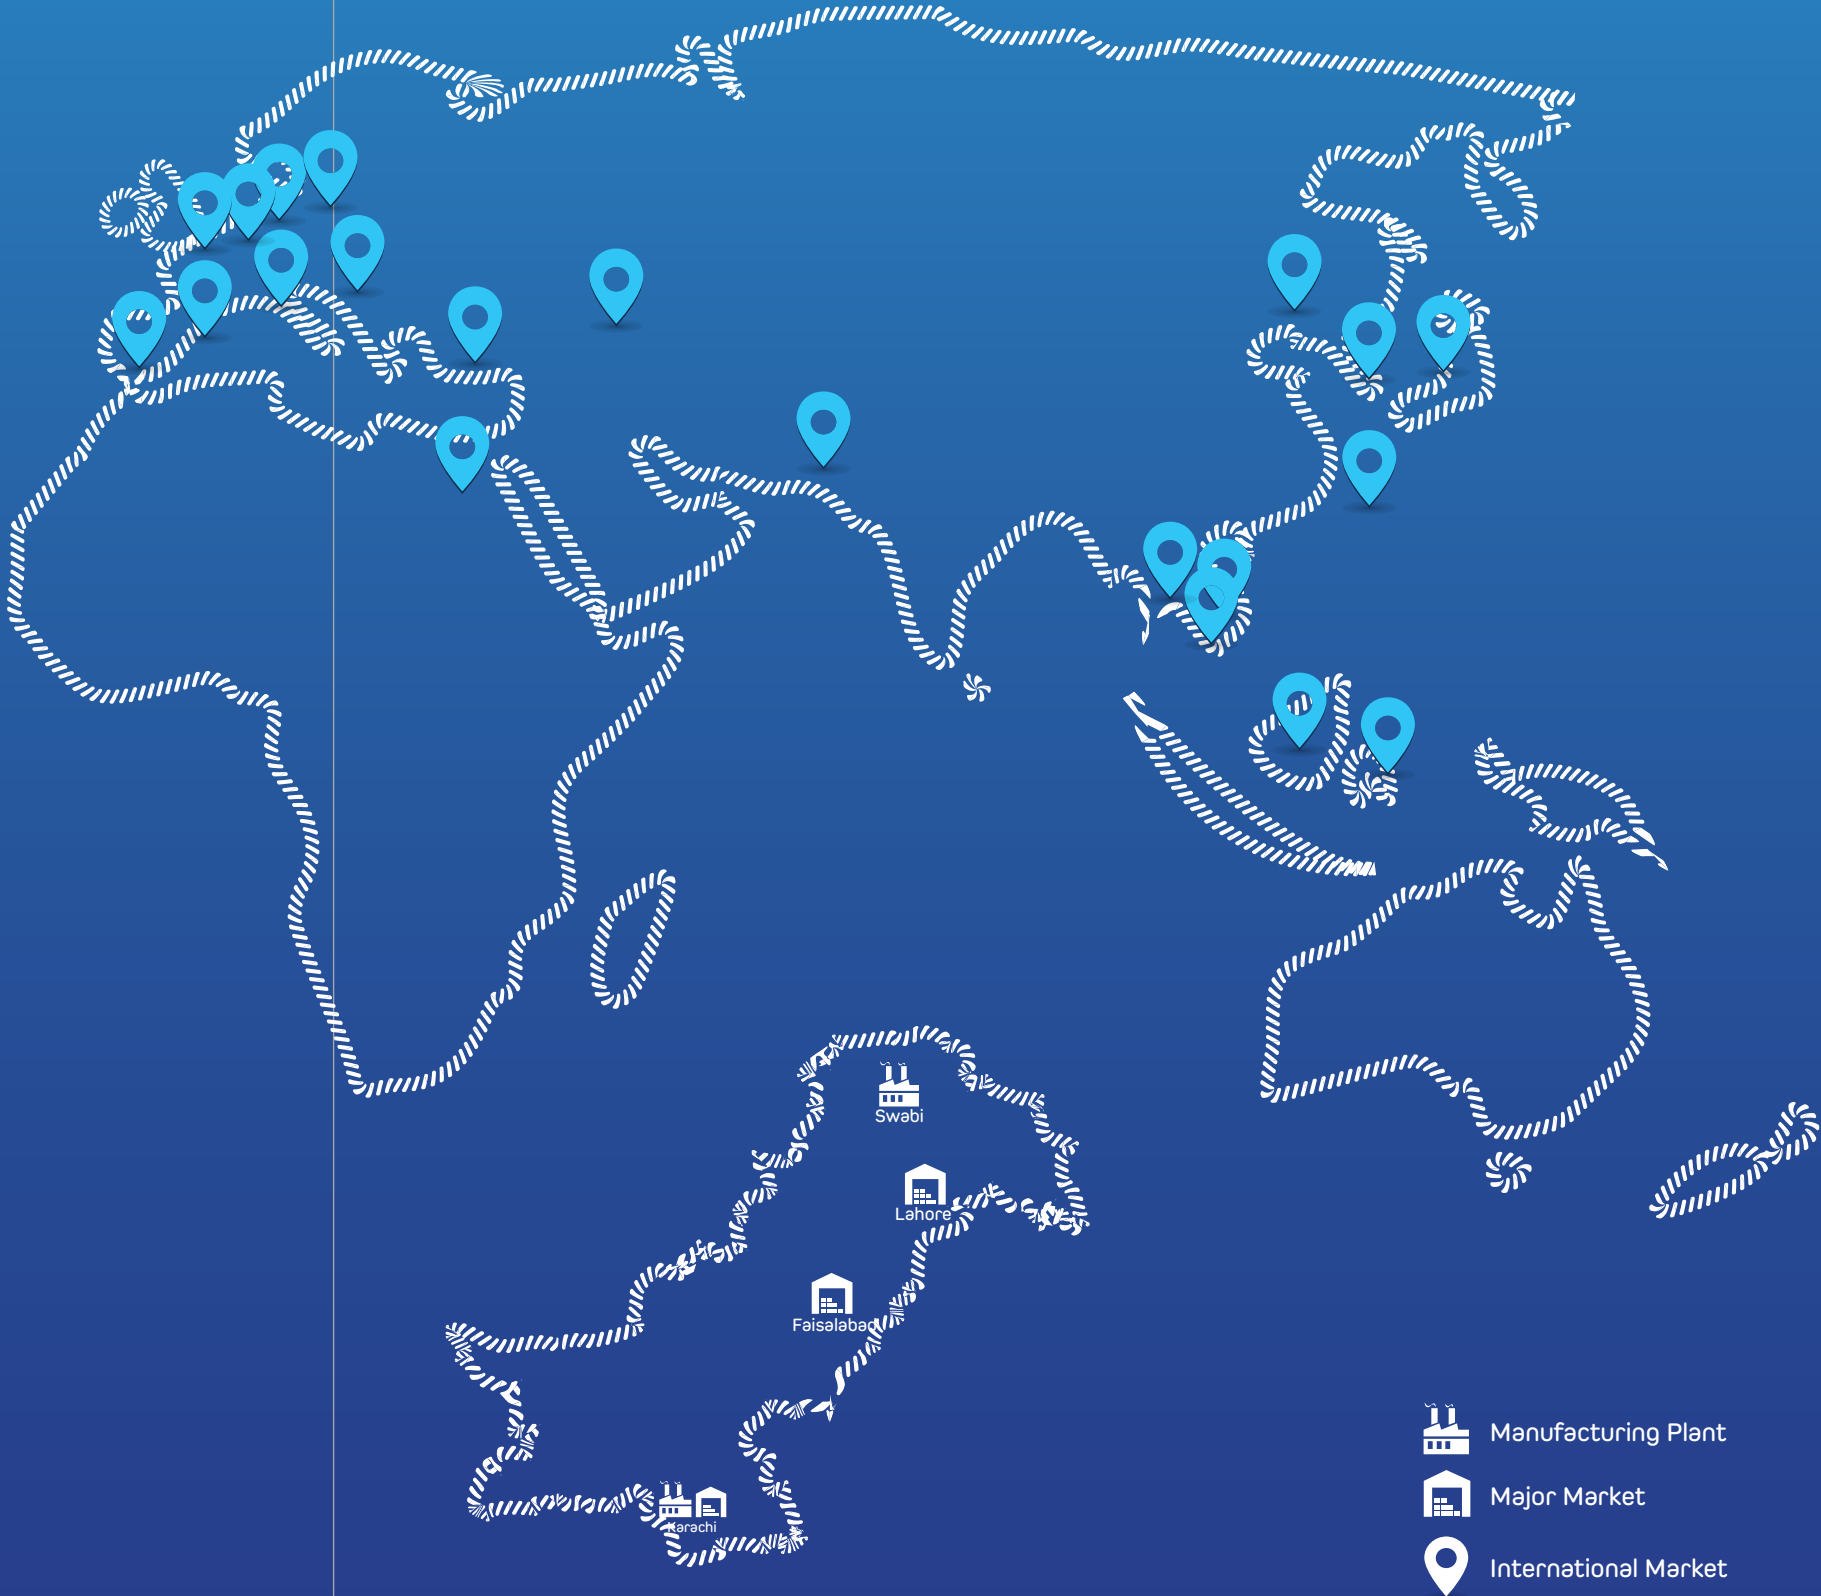 Swabi
Lahore
Faisalabad
Karachi
Manufacturing Plant
Major Market
International Market